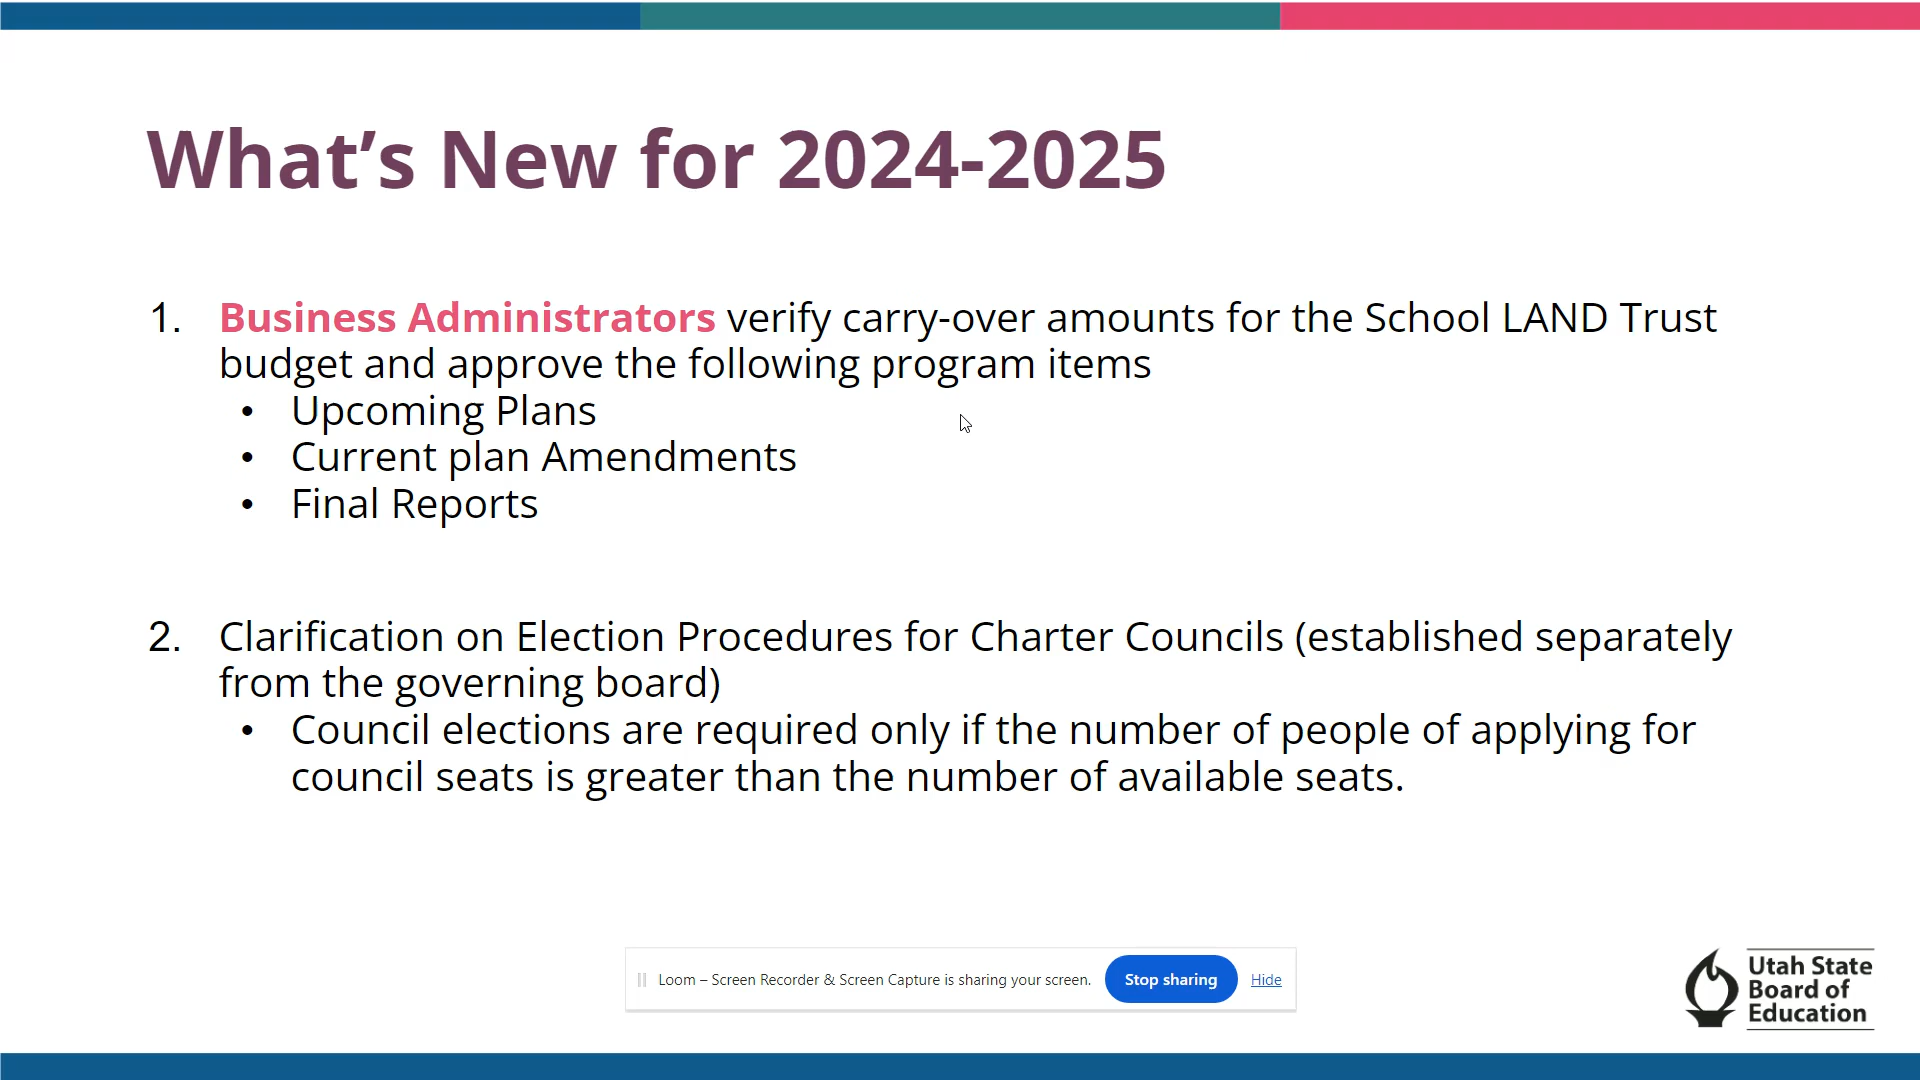 What’s New for 2024-2025
1. Business Administrators verify carry-over amounts for the School LAND Trust
budget and approve the following program items
• Upcoming Plans
• Current plan Amendments
• Final Reports
2. Clarification on Election Procedures for Charter Councils (established separately
from the governing board)
• Council elections are required only if the number of people of applying for
council seats is greater than the number of available seats.
Loom – Screen Recorder & Screen Capture is sharing your screen. Stop sharing Hide
Utah State
Board of
Education